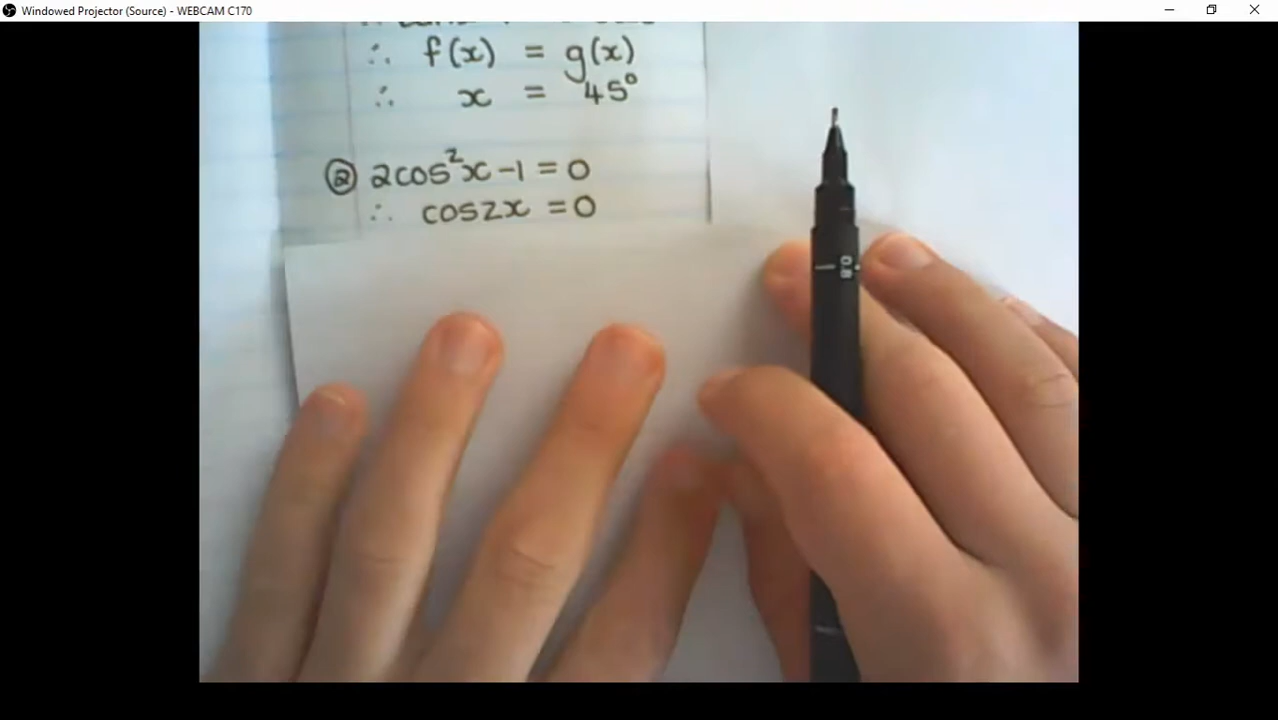 Windowed Projector (Source) - WEBCAM C170
∴ f(x) = g(x)
∴ x = 45°
② 2cos²x - 1 = 0
∴ cos2x = 0
0.8